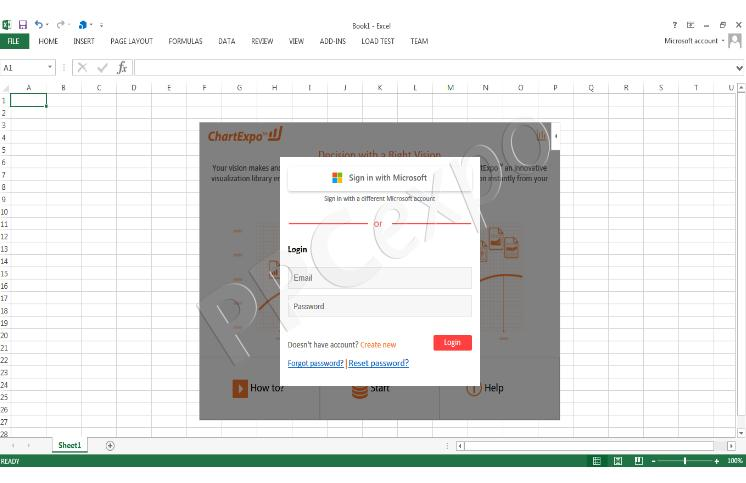 Book1 - Excel
FILE HOME INSERT PAGE LAYOUT FORMULAS DATA REVIEW VIEW ADD-INS LOAD TEST TEAM
Microsoft account
A1
fx
A B C D E F G H I J K L M N O P Q R S T U
1
2
3
4
5
6
7
8
9
10
11
12
13
14
15
16
17
18
19
20
21
22
23
24
25
26
27
28
ChartExpo™
Decision with a Right Vision
Your vision makes and
visualization library en
tExpo™ an innovative
on instantly from your
Sign in with Microsoft
Sign in with a different Microsoft account
or
Login
Email
Password
Doesn't have account? Create new
Login
Forgot password? | Reset password?
How to?
Start
Help
PPCexpo
Sheet1
READY
100%